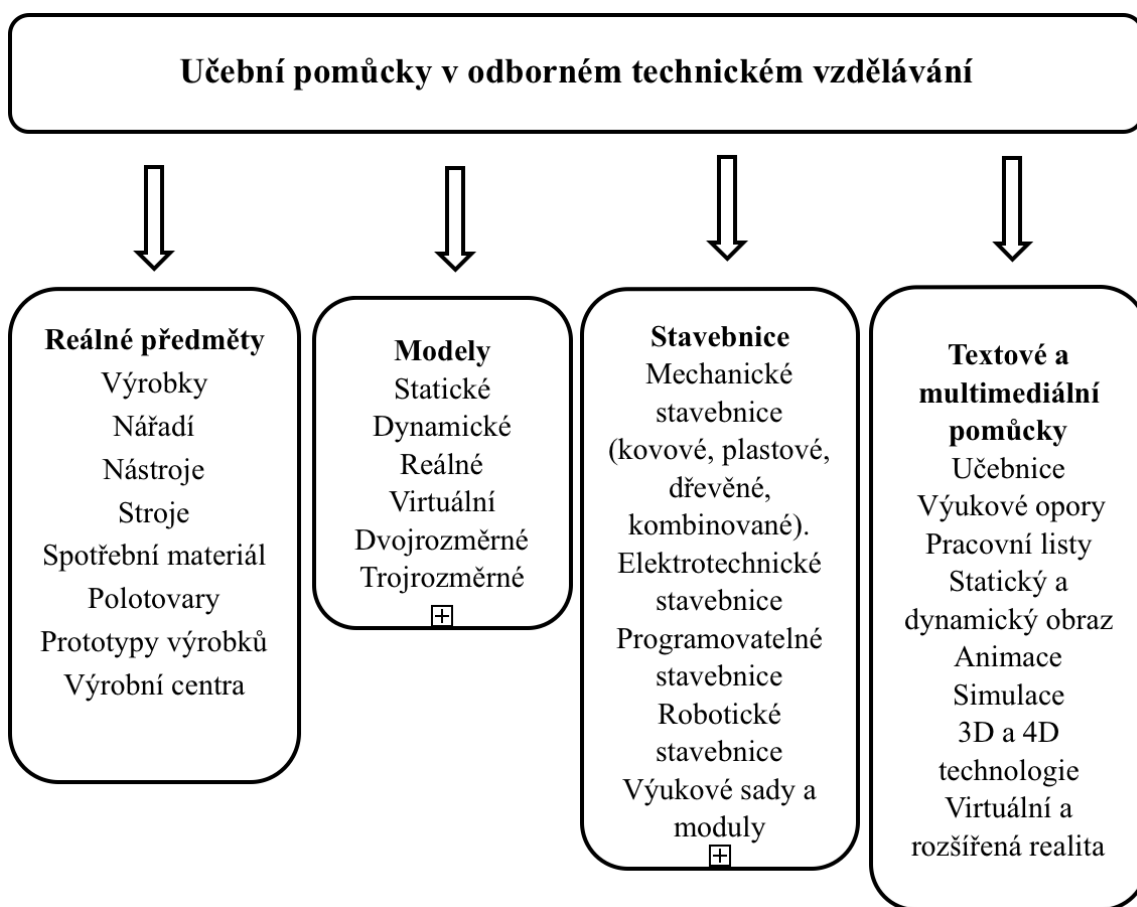 Učební pomůcky v odborném technickém vzdělávání
Reálné předměty
Výrobky
Nářadí
Nástroje
Stroje
Spotřební materiál
Polotovary
Prototypy výrobků
Výrobní centra
Modely
Statické
Dynamické
Reálné
Virtuální
Dvojrozměrné
Trojrozměrné
Stavebnice
Mechanické
stavebnice
(kovové, plastové,
dřevěné,
kombinované).
Elektrotechnické
stavebnice
Programovatelné
stavebnice
Robotické
stavebnice
Výukové sady a
moduly
Textové a
multimediální
pomůcky
Učebnice
Výukové opory
Pracovní listy
Statický a
dynamický obraz
Animace
Simulace
3D a 4D
technologie
Virtuální a
rozšířená realita